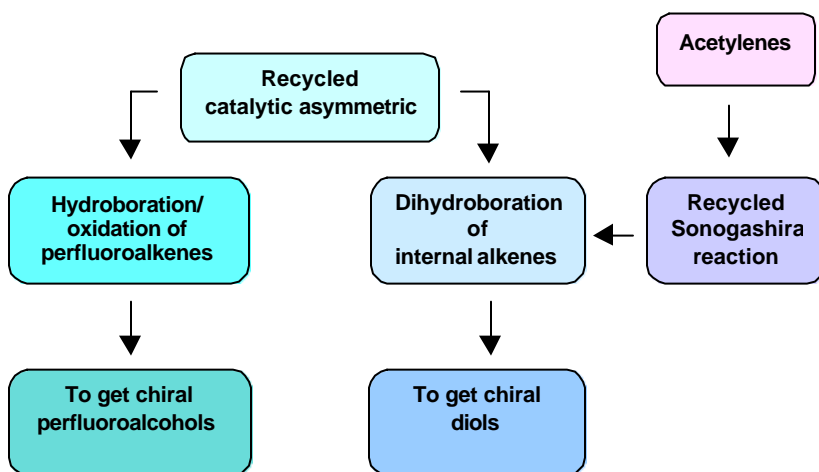 Acetylenes
Recycled
catalytic asymmetric
Hydroboration/
oxidation of
perfluoroalkenes
Dihydroboration
of
internal alkenes
Recycled
Sonogashira
reaction
To get chiral
perfluoroalcohols
To get chiral
diols